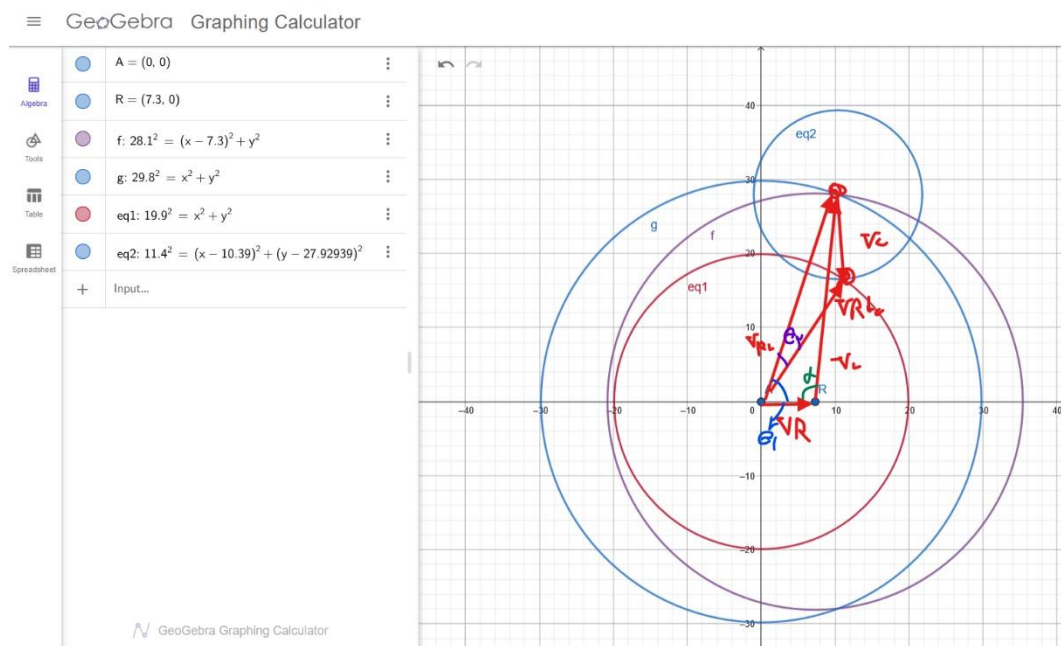 GeoGebra Graphing Calculator
Algebra
Tools
Table
Spreadsheet
A = (0, 0)
R = (7.3, 0)
f: 28.1² = (x − 7.3)² + y²
g: 29.8² = x² + y²
eq1: 19.9² = x² + y²
eq2: 11.4² = (x − 10.39)² + (y − 27.92939)²
+ Input...
GeoGebra Graphing Calculator
40
eq2
30
g
f
VC
20
eq1
10
VL
α
R
−40 −30 −20 −10 0 10 20 30 40
θ1 VR
−10
−20
−30